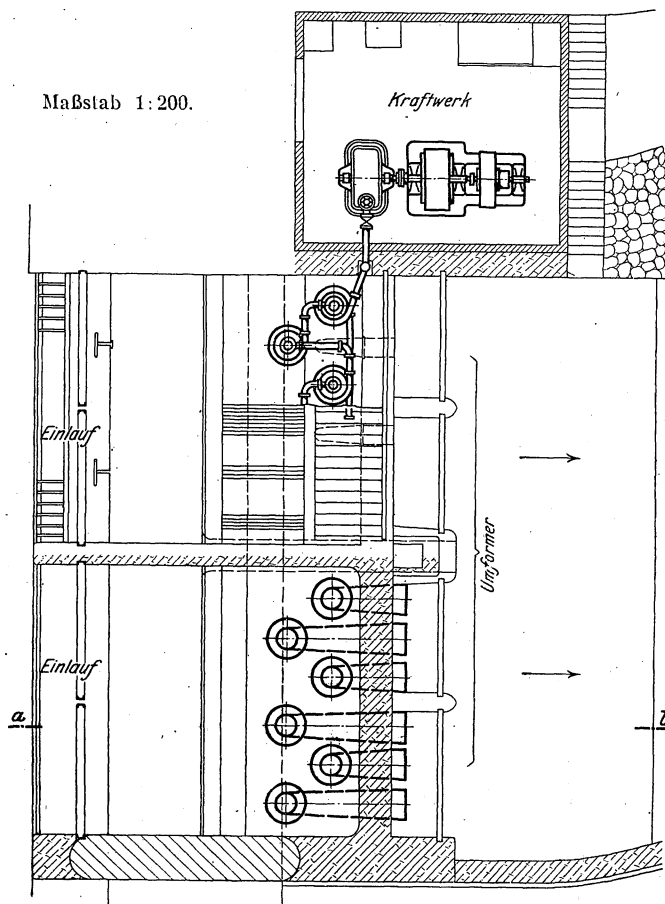 Maßstab 1:200.
Kraftwerk
Einlauf
Umformer
Einlauf
a
b